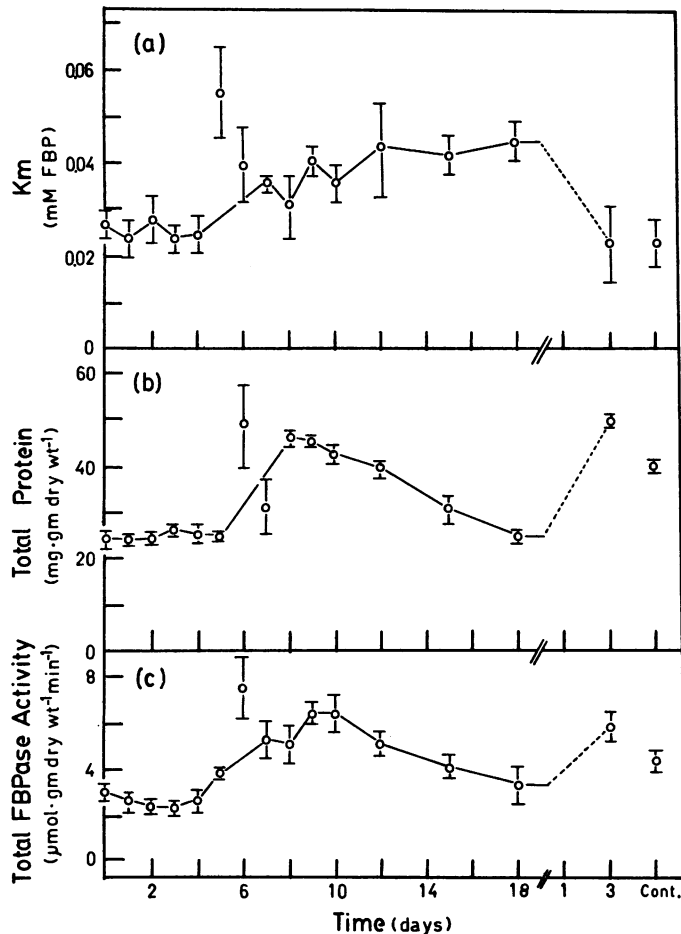 (a)
0.06
0.04
0.02
0
Km
(mM FBP)
(b)
60
40
20
0
Total Protein
(mg·gm dry wt⁻¹)
(c)
8
4
0
Total FBPase Activity
(µmol·gm dry wt⁻¹min⁻¹)
2 6 10 14 18 1 3 Cont.
Time (days)